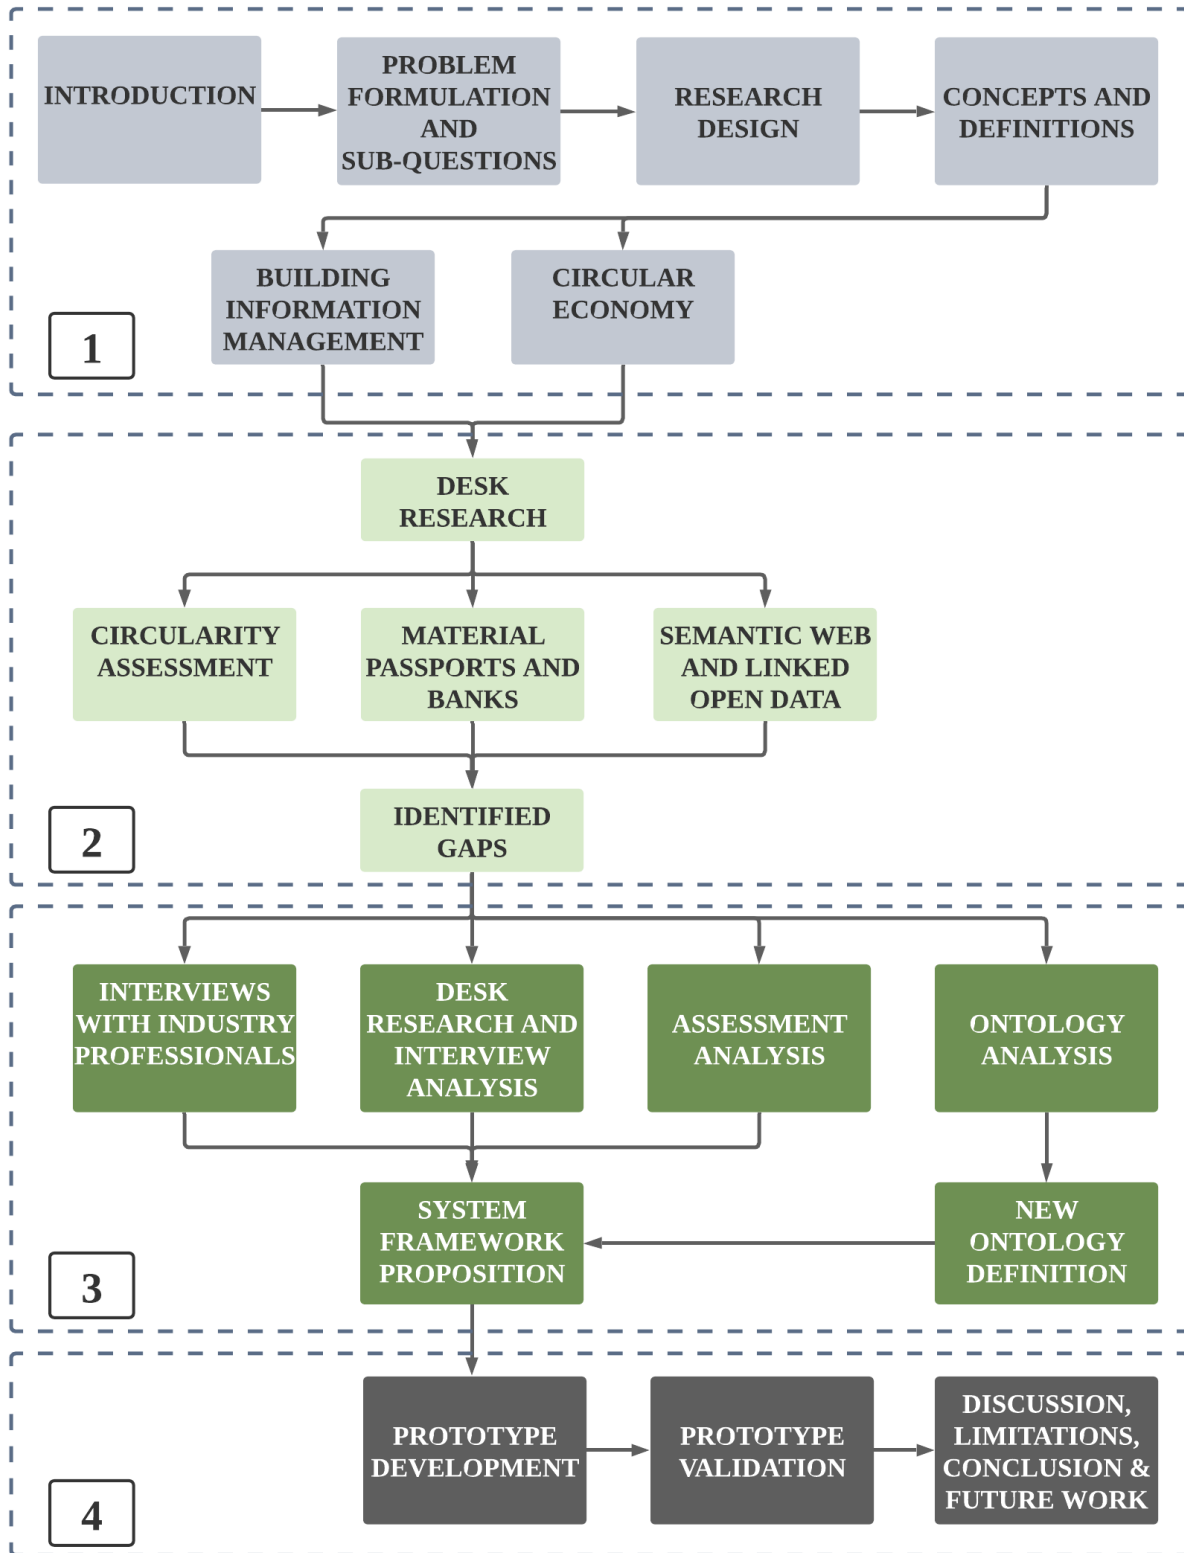 INTRODUCTION
PROBLEM
FORMULATION
AND
SUB-QUESTIONS
RESEARCH
DESIGN
CONCEPTS AND
DEFINITIONS
BUILDING
INFORMATION
MANAGEMENT
CIRCULAR
ECONOMY
1
DESK
RESEARCH
CIRCULARITY
ASSESSMENT
MATERIAL
PASSPORTS AND
BANKS
SEMANTIC WEB
AND LINKED
OPEN DATA
IDENTIFIED
GAPS
2
INTERVIEWS
WITH INDUSTRY
PROFESSIONALS
DESK
RESEARCH AND
INTERVIEW
ANALYSIS
ASSESSMENT
ANALYSIS
ONTOLOGY
ANALYSIS
SYSTEM
FRAMEWORK
PROPOSITION
NEW
ONTOLOGY
DEFINITION
3
PROTOTYPE
DEVELOPMENT
PROTOTYPE
VALIDATION
DISCUSSION,
LIMITATIONS,
CONCLUSION &
FUTURE WORK
4